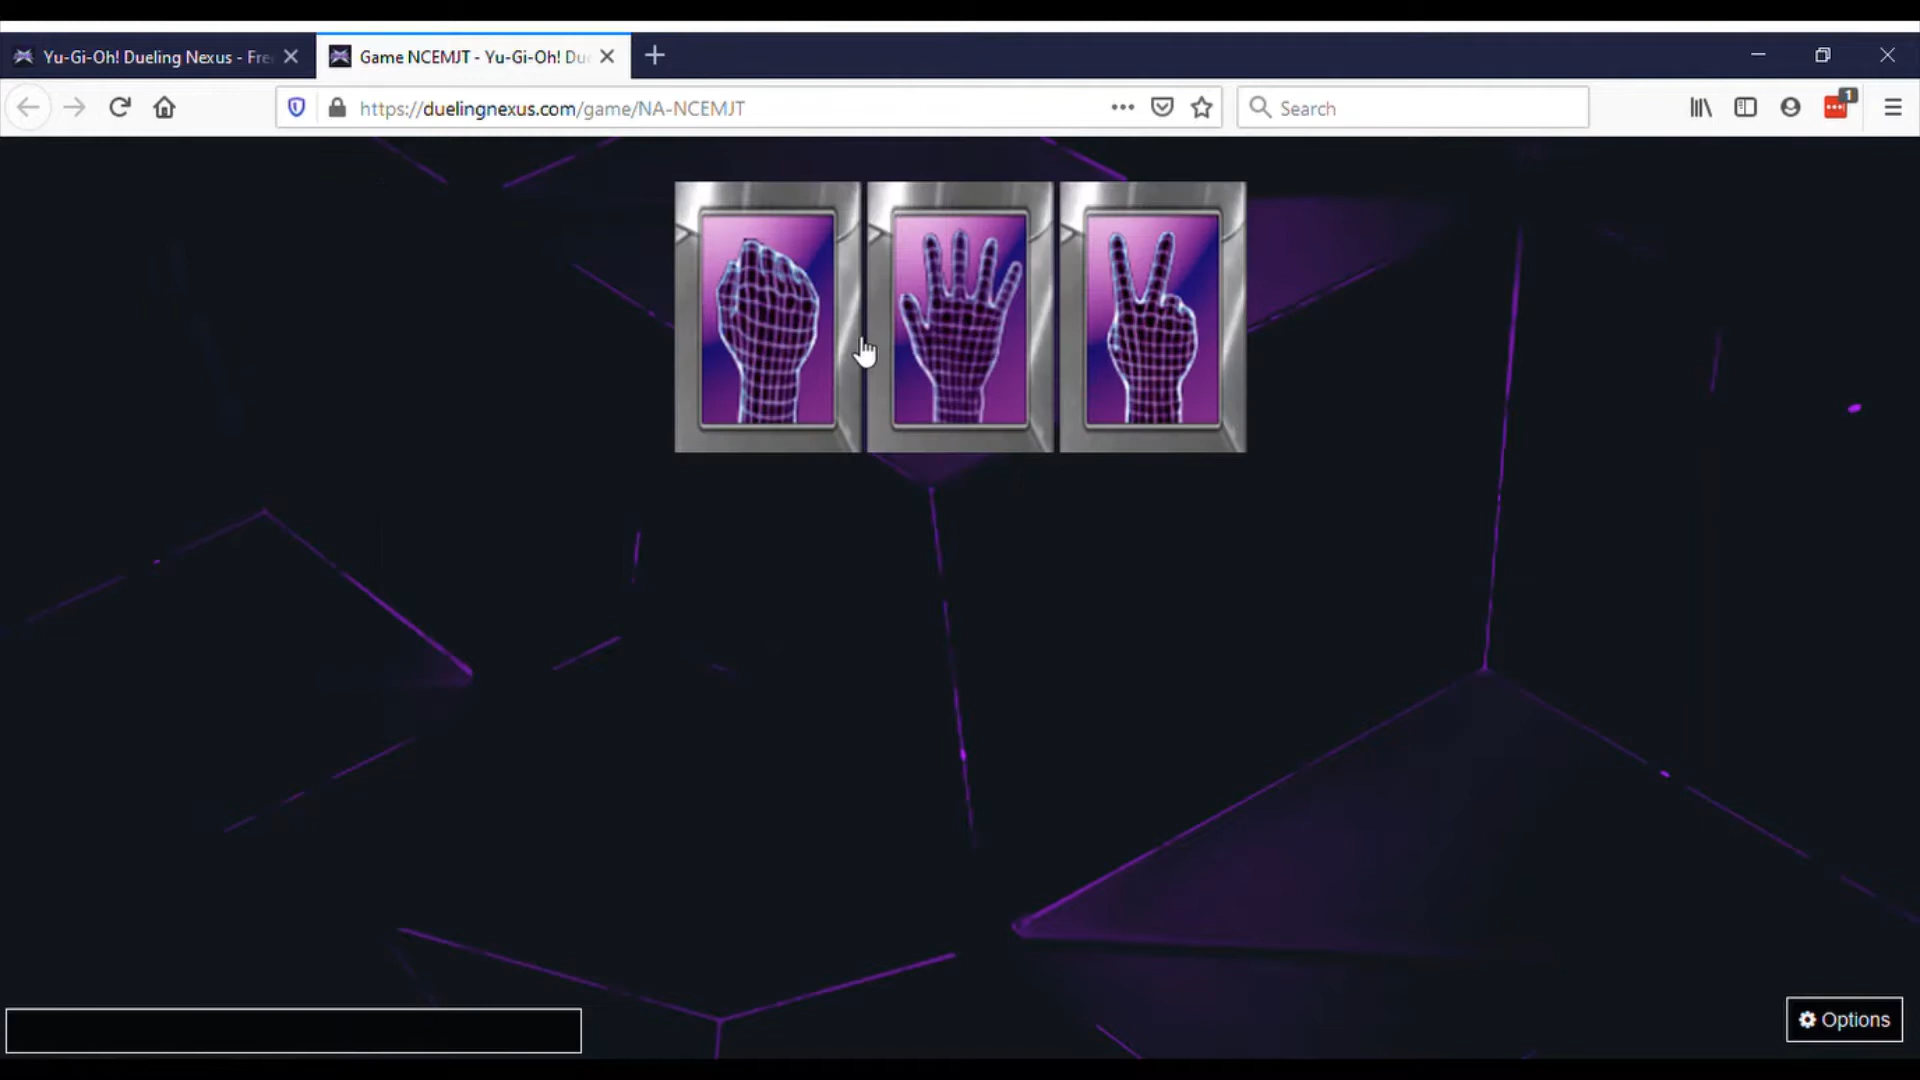 Yu-Gi-Oh! Dueling Nexus - Fre
Game NCEMJT - Yu-Gi-Oh! Du
https://duelingnexus.com/game/NA-NCEMJT
Search
1
Options